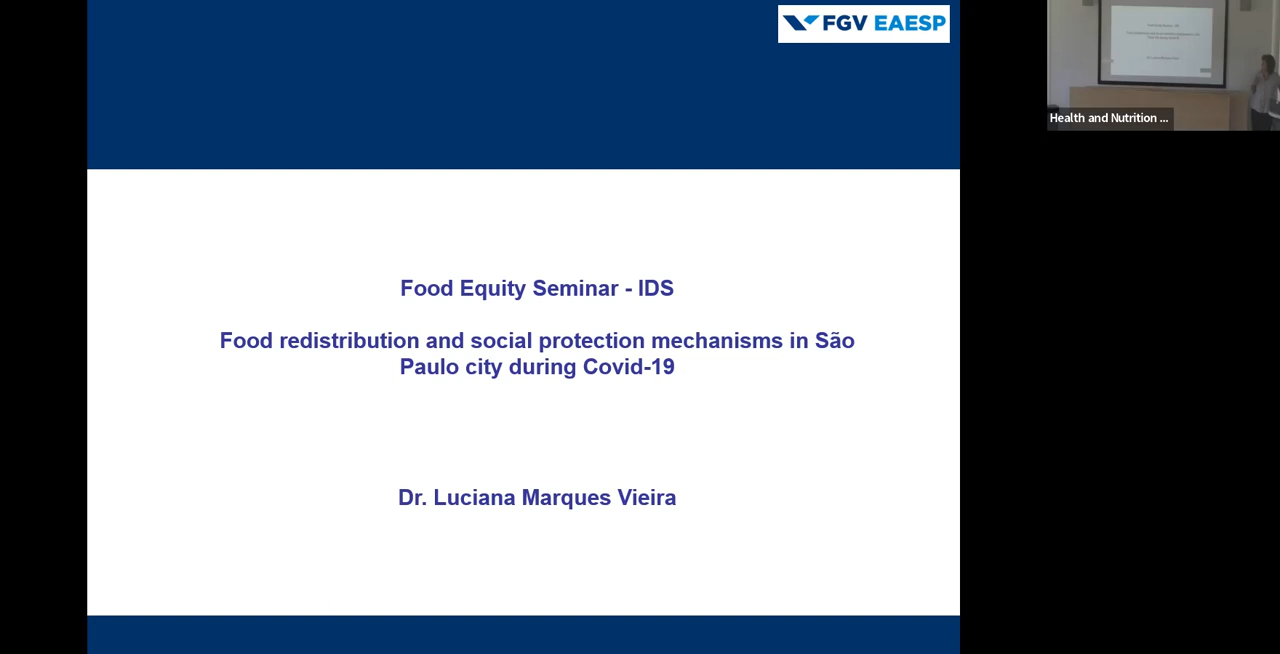 FGV EAESP
Health and Nutrition ...
Food Equity Seminar - IDS
Food redistribution and social protection mechanisms in São
Paulo city during Covid-19
Dr. Luciana Marques Vieira